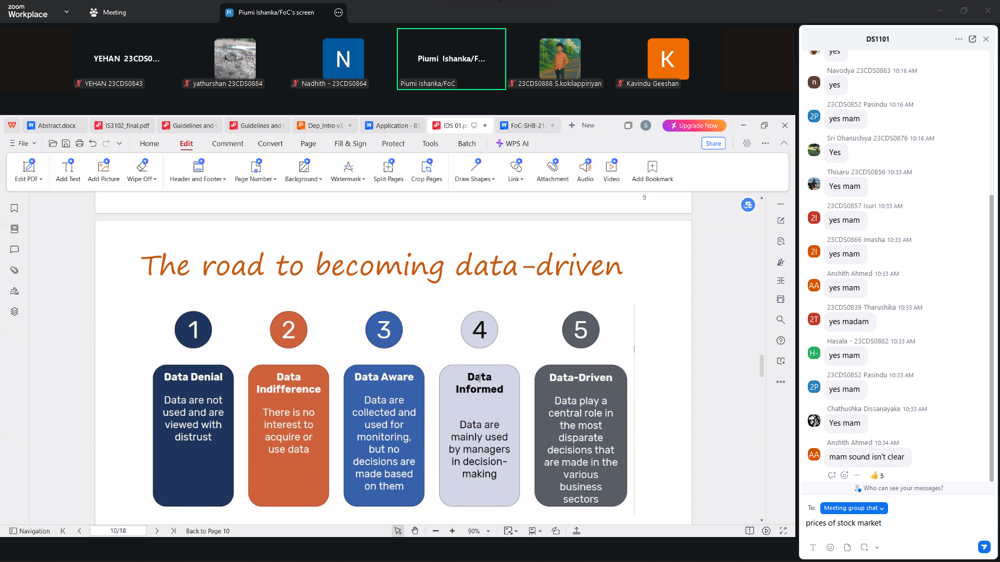 zoom
Workplace
Meeting
PI
Piumi Ishanka/FoC's screen
YEHAN 23CDS0...
YEHAN 23CDS0843
yathurshan 23CDS0884
N
Nadhith - 23CDS0864
Piumi Ishanka/F...
Piumi Ishanka/FoC
23CDS0888 S.kokilappiriyan
K
Kavindu Geeshan
Abstract.docx
IS3102_final.pdf
Guidelines and
Guidelines and
Dep_Intro v3.
Application - BS
IDS 01.p
FoC-SHB-21-
New
S
Upgrade Now
File
Home
Edit
Comment
Convert
Page
Fill & Sign
Protect
Tools
Batch
WPS AI
Share
Edit PDF
Add Text
Add Picture
Wipe Off
Header and Footer
Page Number
Background
Watermark
Split Pages
Crop Pages
Draw Shapes
Link
Attachment
Audio
Video
Add Bookmark
9
The road to becoming data-driven
1
2
3
4
5
Data Denial
Data are not
used and are
viewed with
distrust
Data
Indifference
There is no
interest to
acquire or
use data
Data Aware
Data are
collected and
used for
monitoring,
but no
decisions are
made based
on them
Data
Informed
Data are
mainly used
by managers
in decision-
making
Data-Driven
Data play a
central role in
the most
disparate
decisions that
are made in the
various
business
sectors
Navigation
10/18
Back to Page 10
90%
DS1101
yes
Navodya 23CDS0863 10:16 AM
n
yes
23CDS0852 Pasindu 10:16 AM
2P
yes mam
Sri Dhanushiya 23CDS0876 10:16 AM
Yes
Thisaru 23CDS0856 10:33 AM
Yes mam
23CDS0857 Isuri 10:33 AM
2I
yes mam
23CDS0866 Imasha 10:33 AM
2I
yes mam
Anshith Ahmed 10:33 AM
AA
yes mam
23CDS0839 Tharushika 10:33 AM
2T
yes madam
Hasala - 23CDS0882 10:33 AM
H-
yes mam
23CDS0852 Pasindu 10:33 AM
2P
yes mam
Chathushka Dissanayake 10:33 AM
Yes mam
Anshith Ahmed 10:34 AM
AA
mam sound isn't clear
👍 5
Who can see your messages?
To: Meeting group chat
prices of stock market